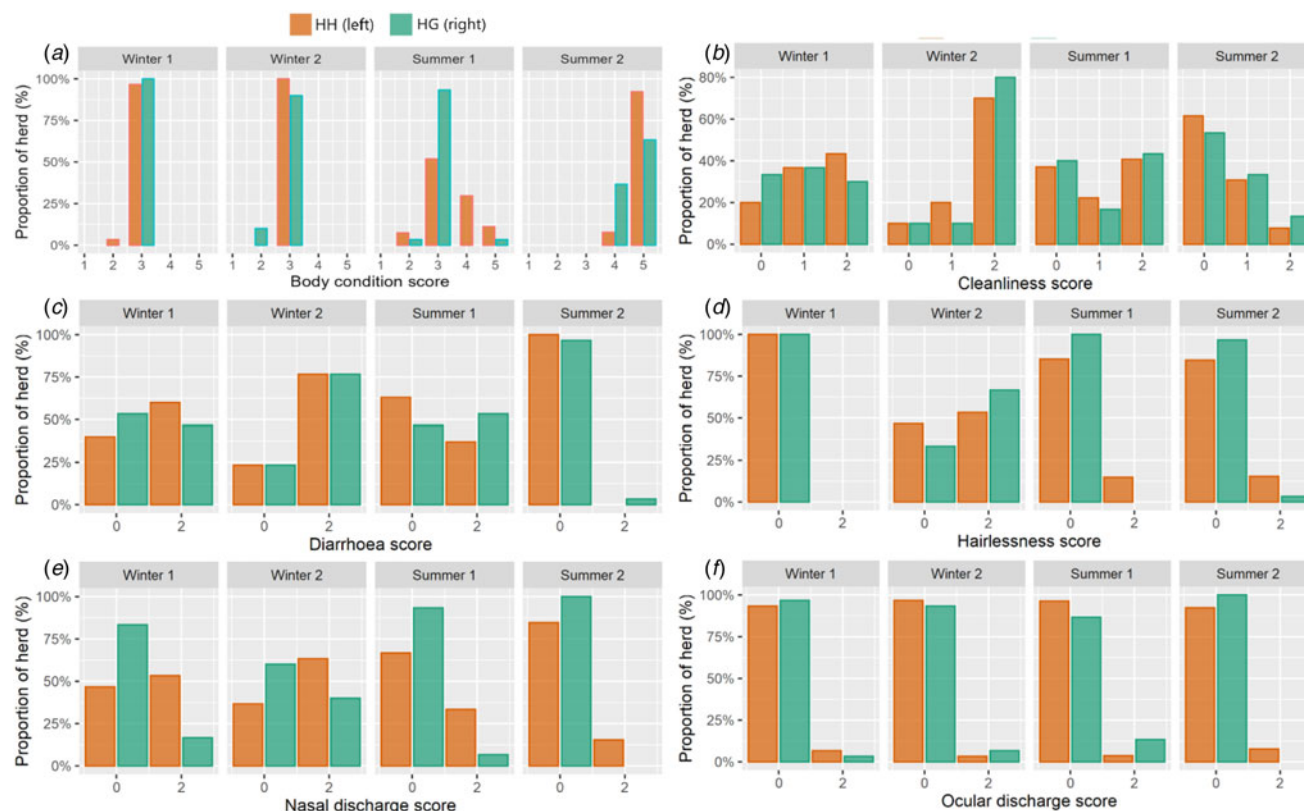 HH (left) HG (right)
(a)
Winter 1 Winter 2 Summer 1 Summer 2
Proportion of herd (%)
100%
75%
50%
25%
0%
1 2 3 4 5 1 2 3 4 5 1 2 3 4 5 1 2 3 4 5
Body condition score
(b)
Winter 1 Winter 2 Summer 1 Summer 2
Proportion of herd (%)
80%
60%
40%
20%
0%
0 1 2 0 1 2 0 1 2 0 1 2
Cleanliness score
(c)
Winter 1 Winter 2 Summer 1 Summer 2
Proportion of herd (%)
100%
75%
50%
25%
0%
0 2 0 2 0 2 0 2
Diarrhoea score
(d)
Winter 1 Winter 2 Summer 1 Summer 2
Proportion of herd (%)
100%
75%
50%
25%
0%
0 2 0 2 0 2 0 2
Hairlessness score
(e)
Winter 1 Winter 2 Summer 1 Summer 2
Proportion of herd (%)
100%
75%
50%
25%
0%
0 2 0 2 0 2 0 2
Nasal discharge score
(f)
Winter 1 Winter 2 Summer 1 Summer 2
Proportion of herd (%)
100%
75%
50%
25%
0%
0 2 0 2 0 2 0 2
Ocular discharge score